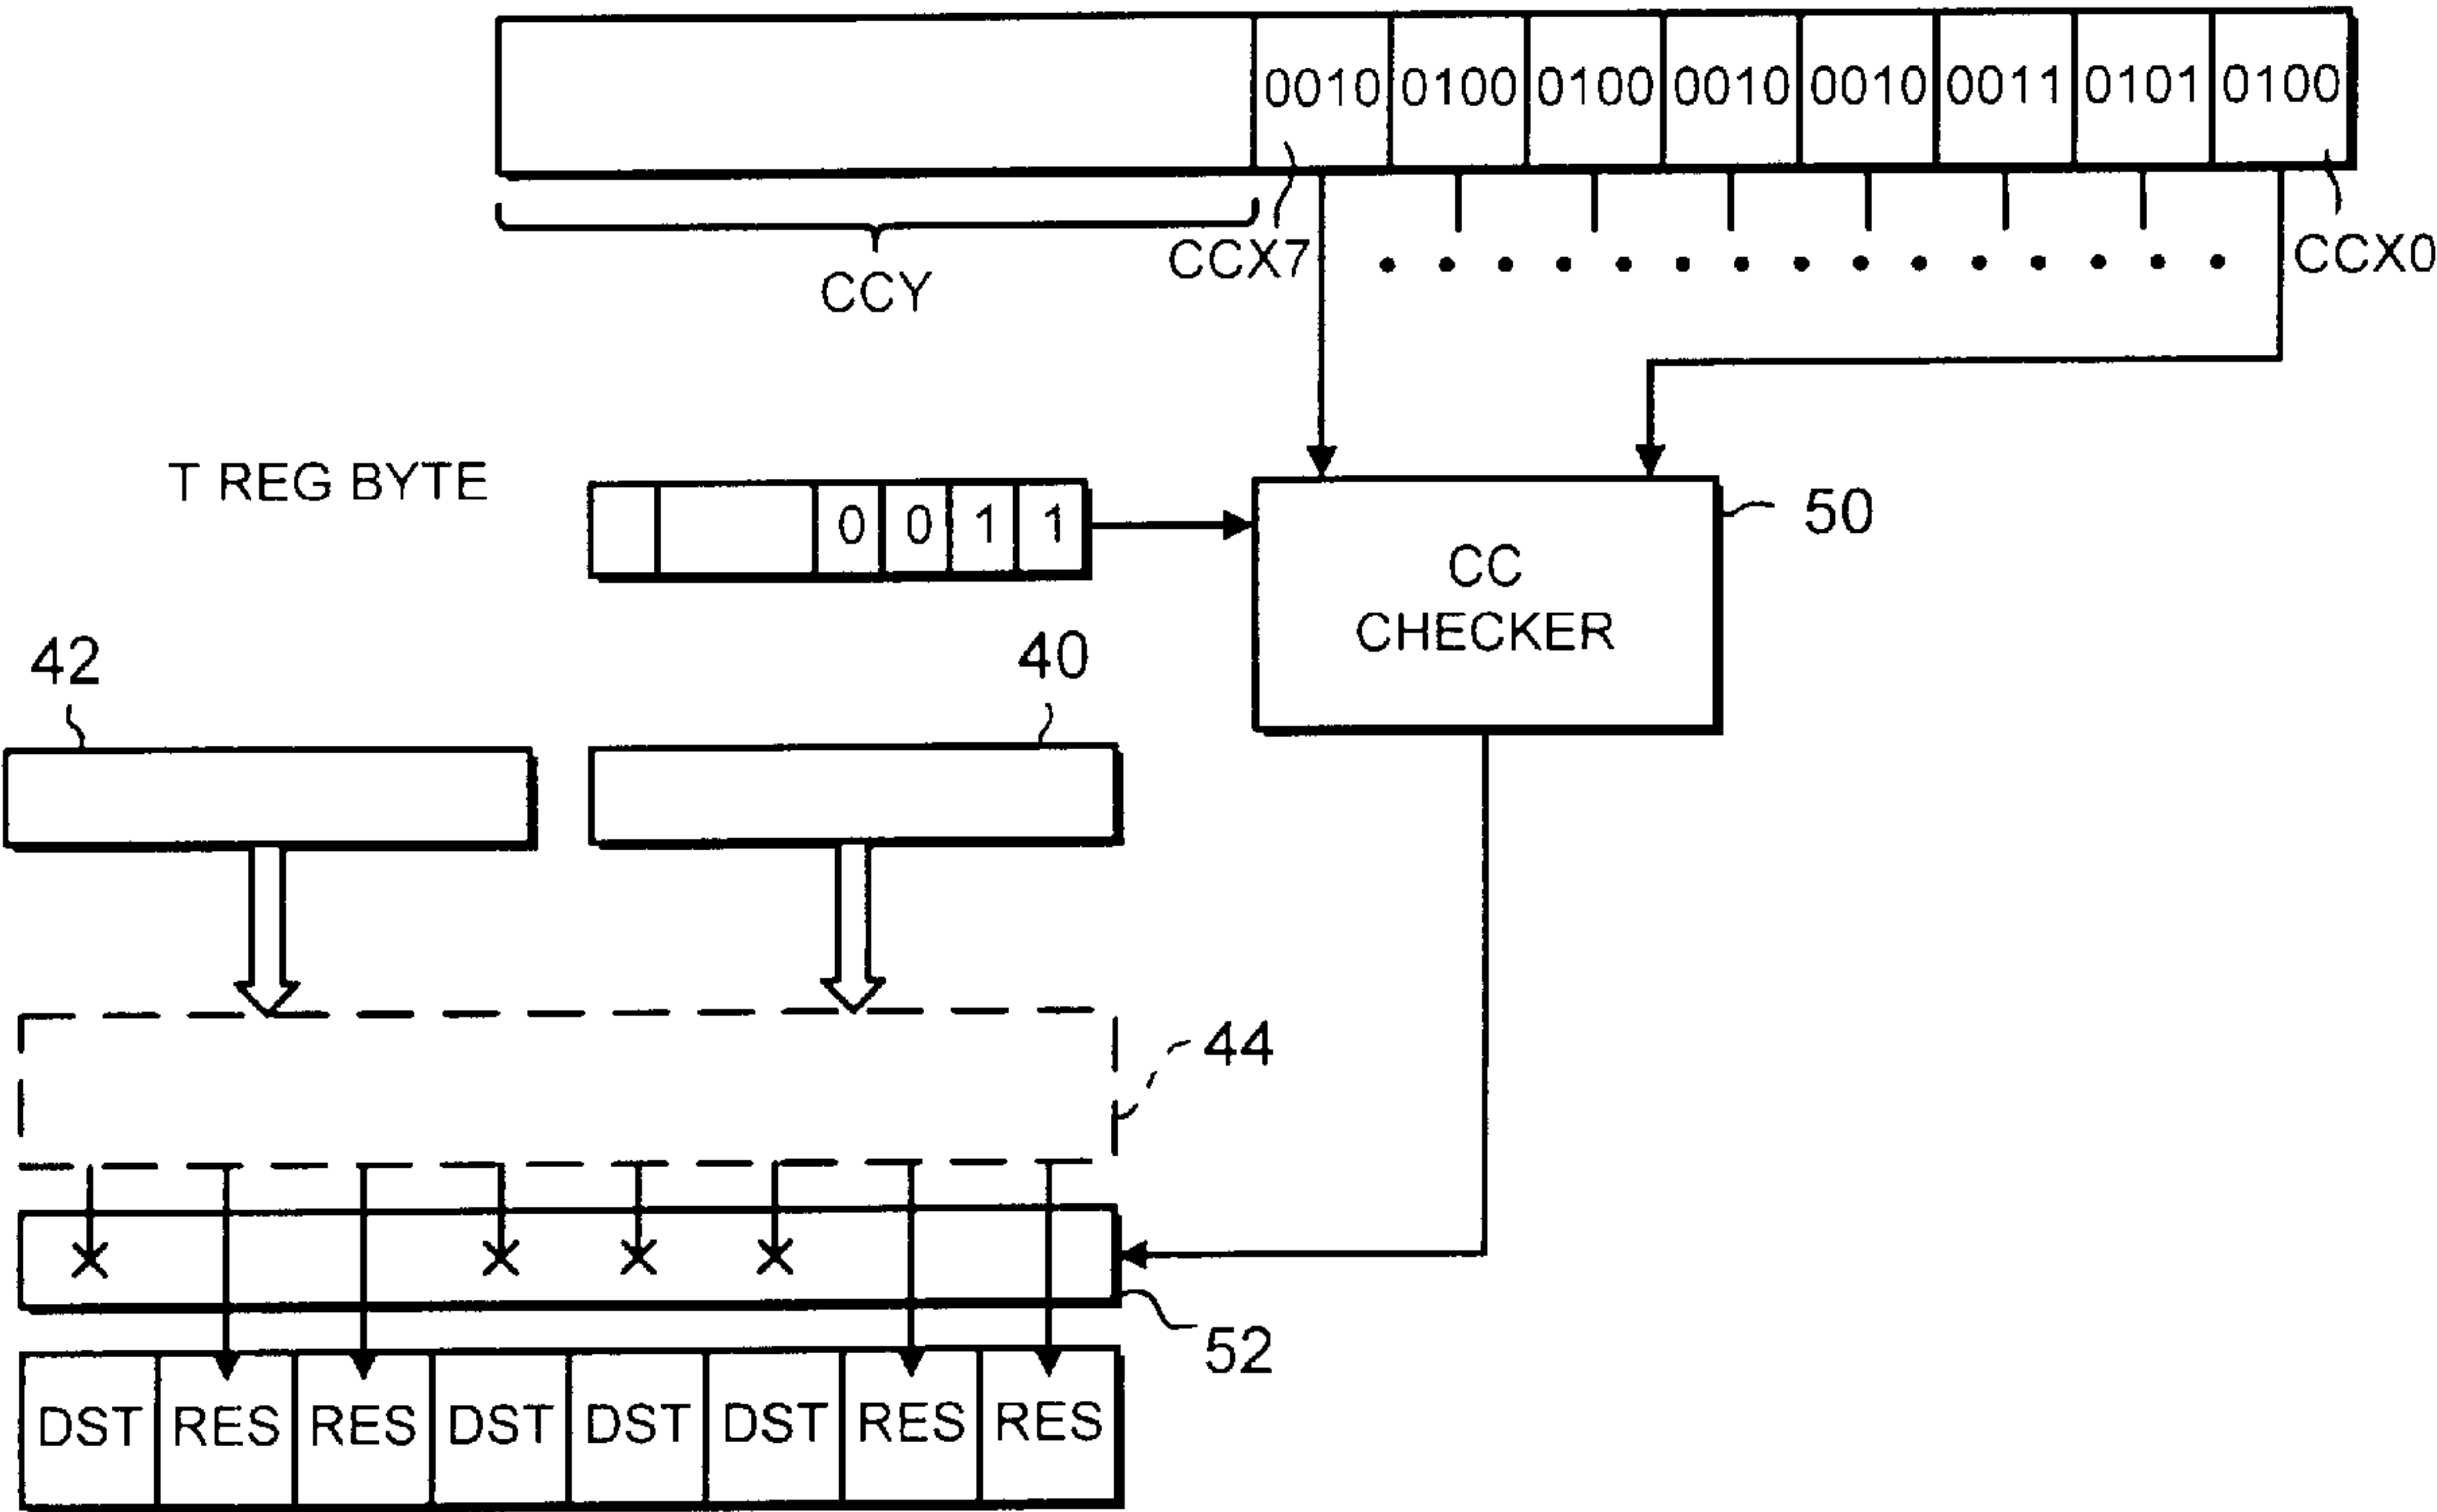 0010 0100 0100 0010 0010 0011 0101 0100
CCX7 CCX0
CCY
T REG BYTE
0 0 1 1
50
CC
CHECKER
42
40
44
52
DST RES RES DST DST DST RES RES